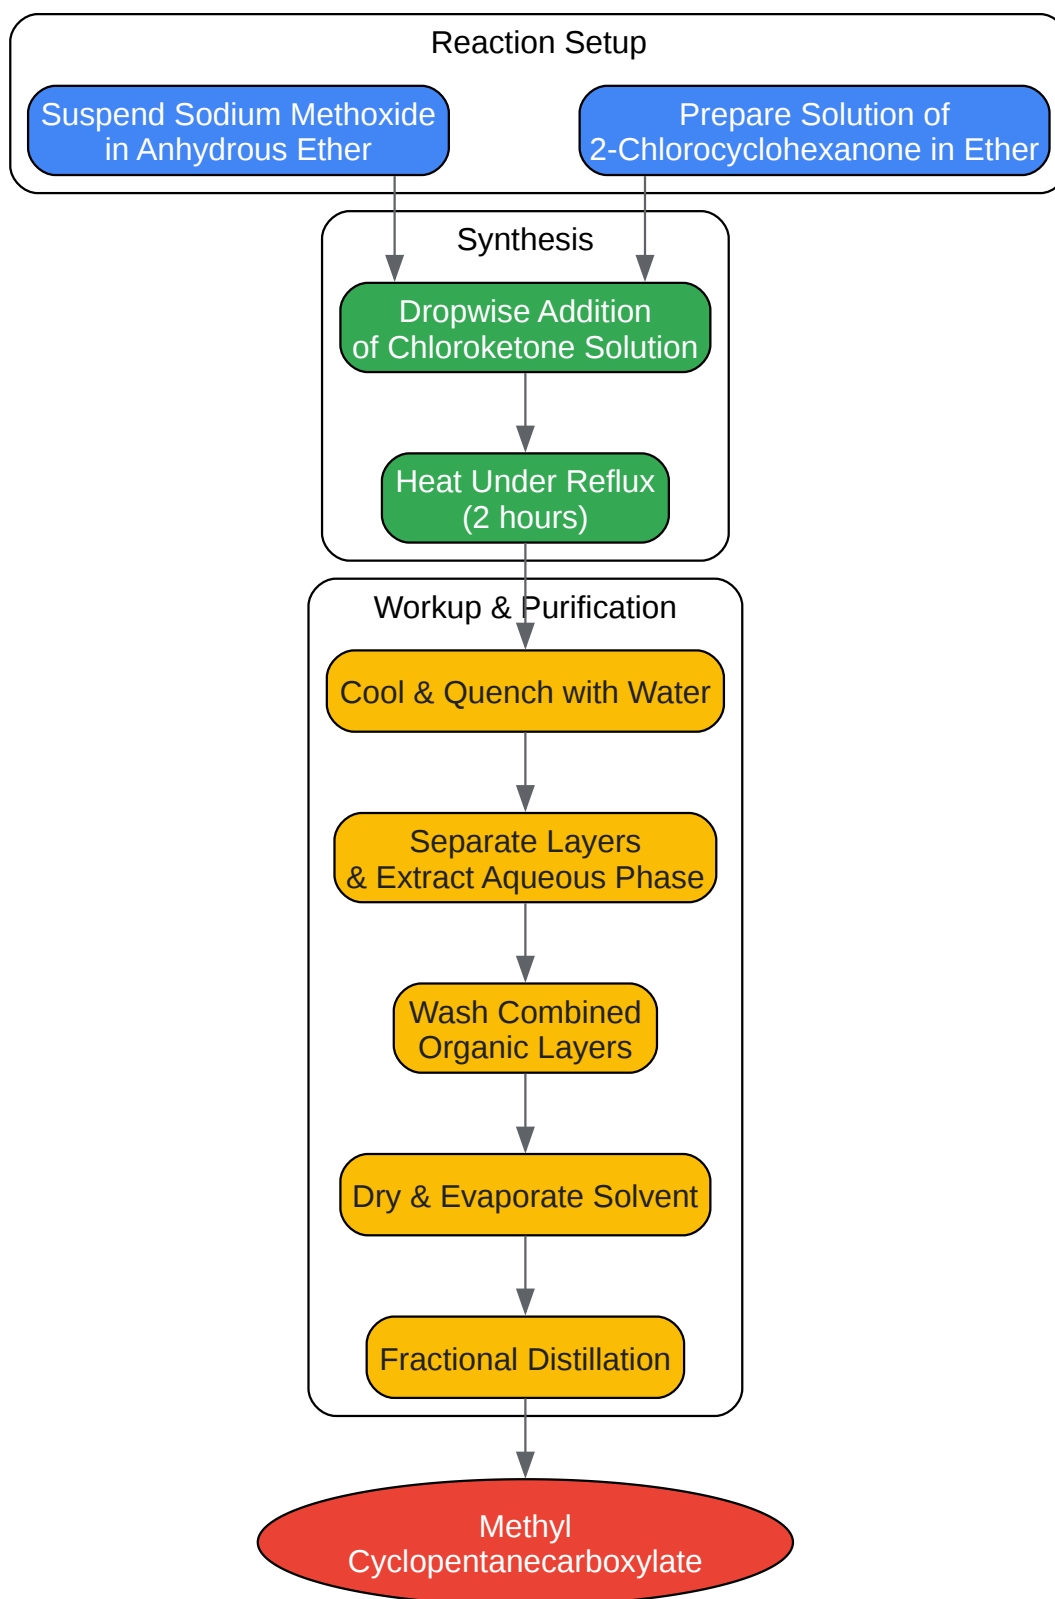 Reaction Setup
Suspend Sodium Methoxide
in Anhydrous Ether
Prepare Solution of
2-Chlorocyclohexanone in Ether
Synthesis
Dropwise Addition
of Chloroketone Solution
Heat Under Reflux
(2 hours)
Workup & Purification
Cool & Quench with Water
Separate Layers
& Extract Aqueous Phase
Wash Combined
Organic Layers
Dry & Evaporate Solvent
Fractional Distillation
Methyl
Cyclopentanecarboxylate